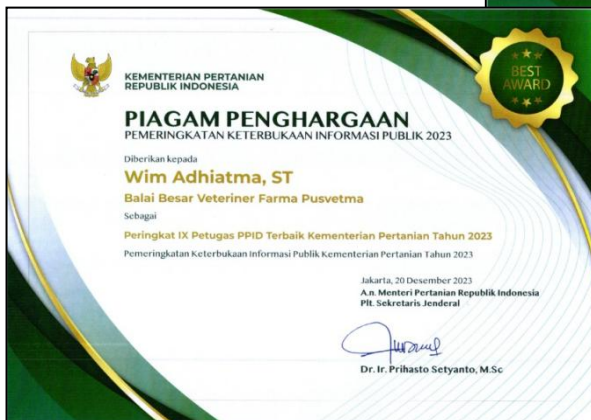 KEMENTERIAN PERTANIAN
REPUBLIK INDONESIA
BEST
AWARD
PIAGAM PENGHARGAAN
PEMERINGKATAN KETERBUKAAN INFORMASI PUBLIK 2023
Diberikan kepada
Wim Adhiatma, ST
Balai Besar Veteriner Farma Pusvetma
Sebagai
Peringkat IX Petugas PPID Terbaik Kementerian Pertanian Tahun 2023
Pemeringkatan Keterbukaan Informasi Publik Kementerian Pertanian Tahun 2023
Jakarta, 20 Desember 2023
A.n. Menteri Pertanian Republik Indonesia
Plt. Sekretaris Jenderal
Dr. Ir. Prihasto Setyanto, M.Sc